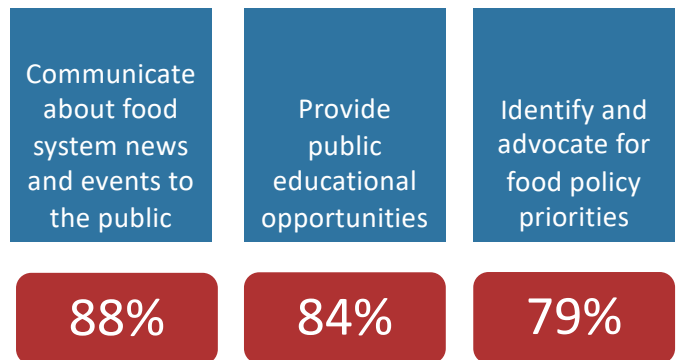 Communicate
about food
system news
and events to
the public
Provide
public
educational
opportunities
Identify and
advocate for
food policy
priorities
88%
84%
79%